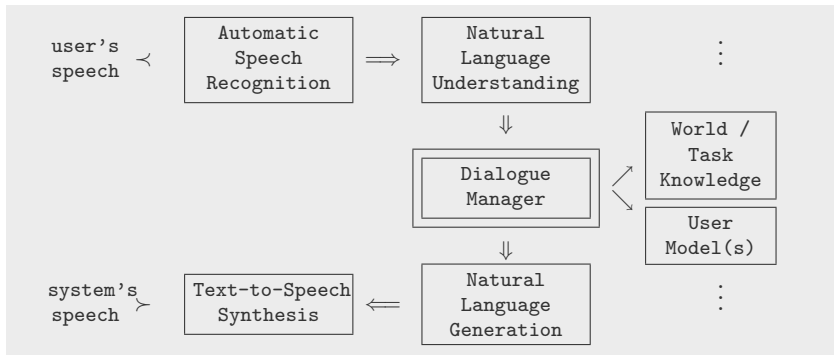 user's
speech
Automatic
Speech
Recognition
Natural
Language
Understanding
Dialogue
Manager
World /
Task
Knowledge
User
Model(s)
system's
speech
Text-to-Speech
Synthesis
Natural
Language
Generation